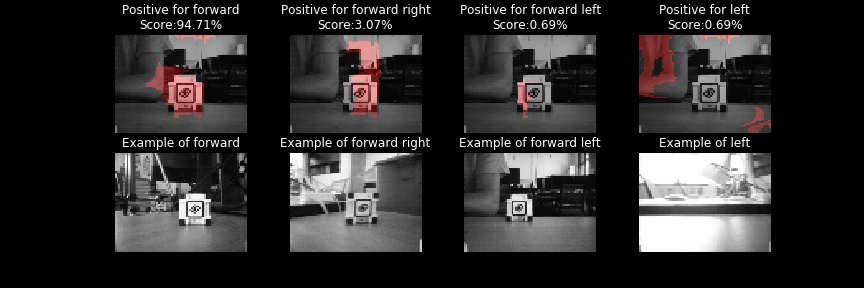 Positive for forward
Score:94.71%
Positive for forward right
Score:3.07%
Positive for forward left
Score:0.69%
Positive for left
Score:0.69%
Example of forward
Example of forward right
Example of forward left
Example of left